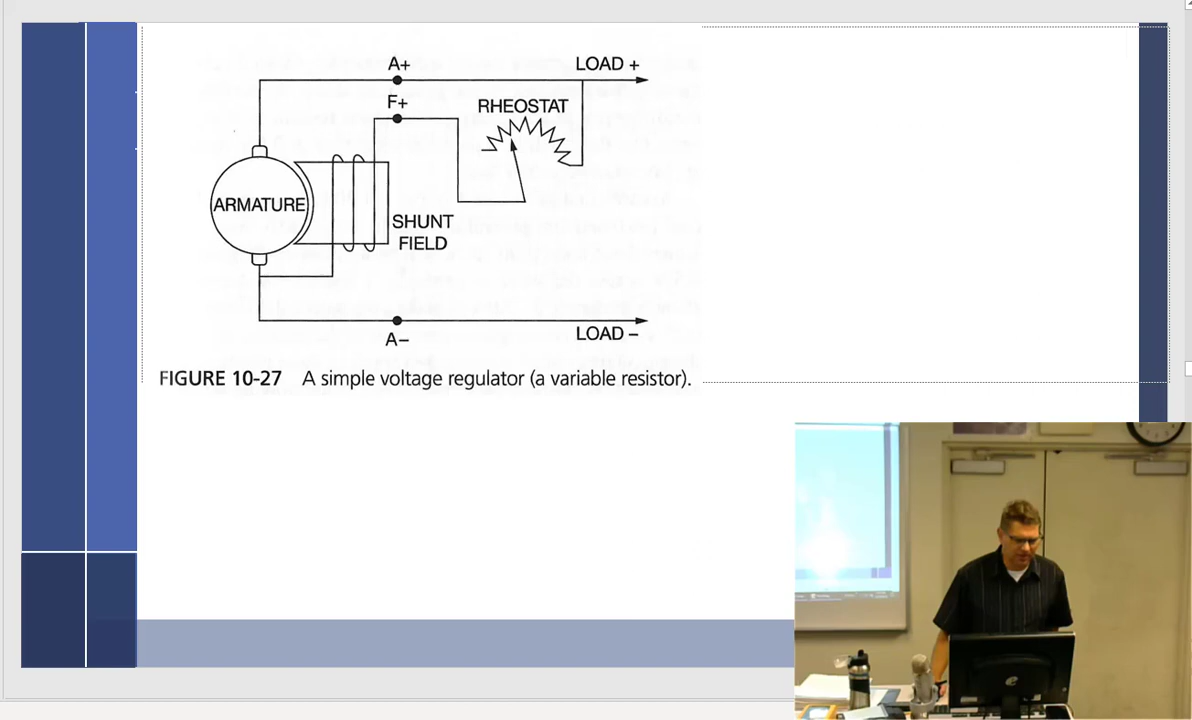 A+
LOAD +
F+
RHEOSTAT
ARMATURE
SHUNT
FIELD
LOAD –
A–
FIGURE 10-27 A simple voltage regulator (a variable resistor).